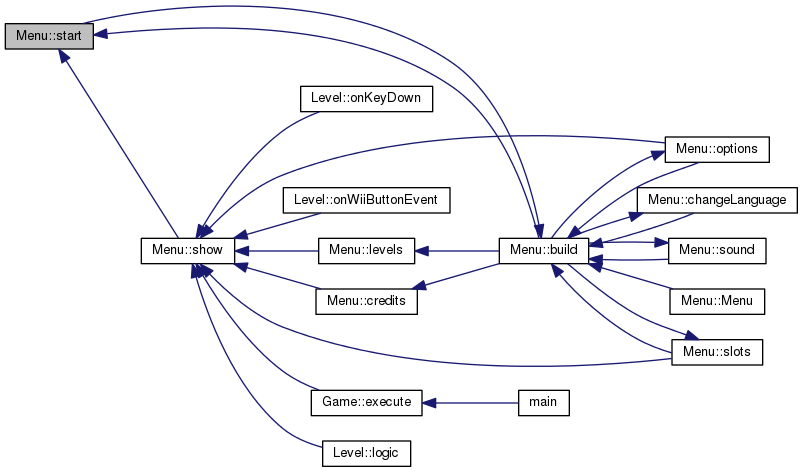 Menu::start
Level::onKeyDown
Menu::options
Level::onWiiButtonEvent
Menu::changeLanguage
Menu::show
Menu::levels
Menu::build
Menu::sound
Menu::credits
Menu::Menu
Menu::slots
Game::execute
main
Level::logic